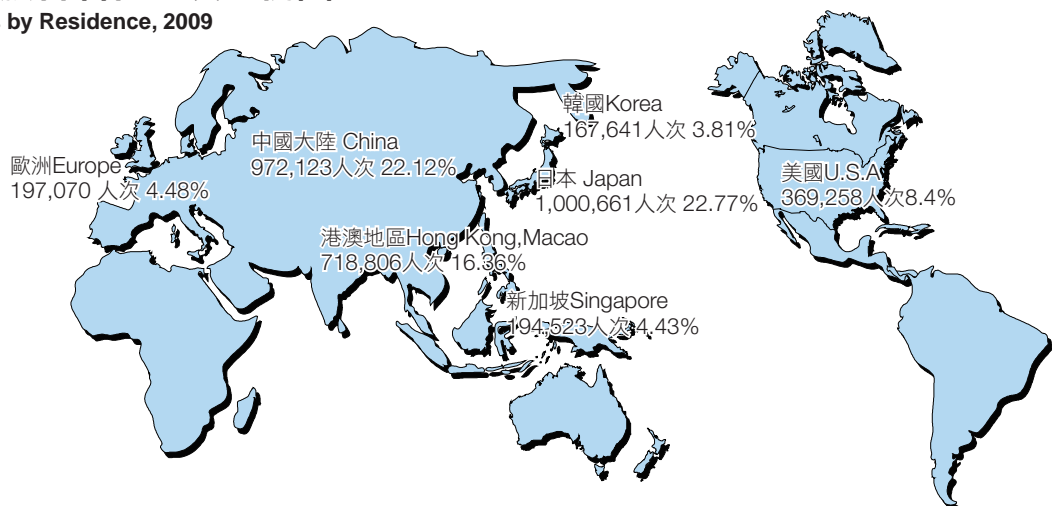 s by Residence, 2009
韓國Korea
167,641人次 3.81%
中國大陸 China
972,123人次 22.12%
歐洲Europe
197,070 人次 4.48%
日本 Japan
1,000,661人次 22.77%
美國U.S.A
369,258人次8.4%
港澳地區Hong Kong,Macao
718,806人次 16.36%
新加坡Singapore
194,523人次 4.43%